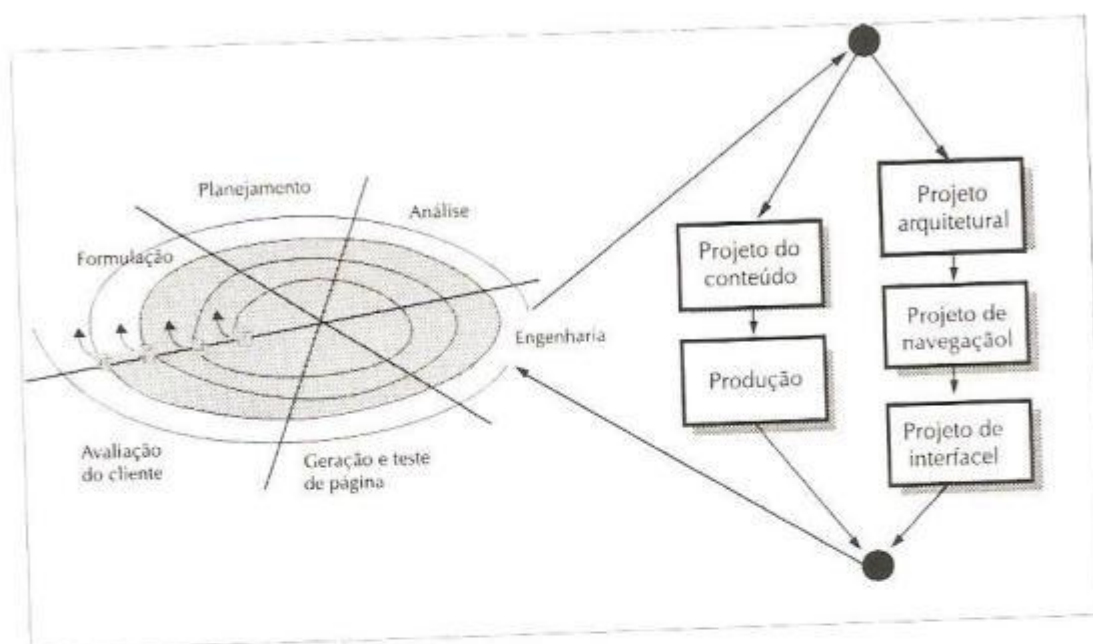 Planejamento
Análise
Formulação
Engenharia
Avaliação
do cliente
Geração e teste
de página
Projeto do
conteúdo
Produção
Projeto
arquitetural
Projeto de
navegaçãol
Projeto de
interfacel